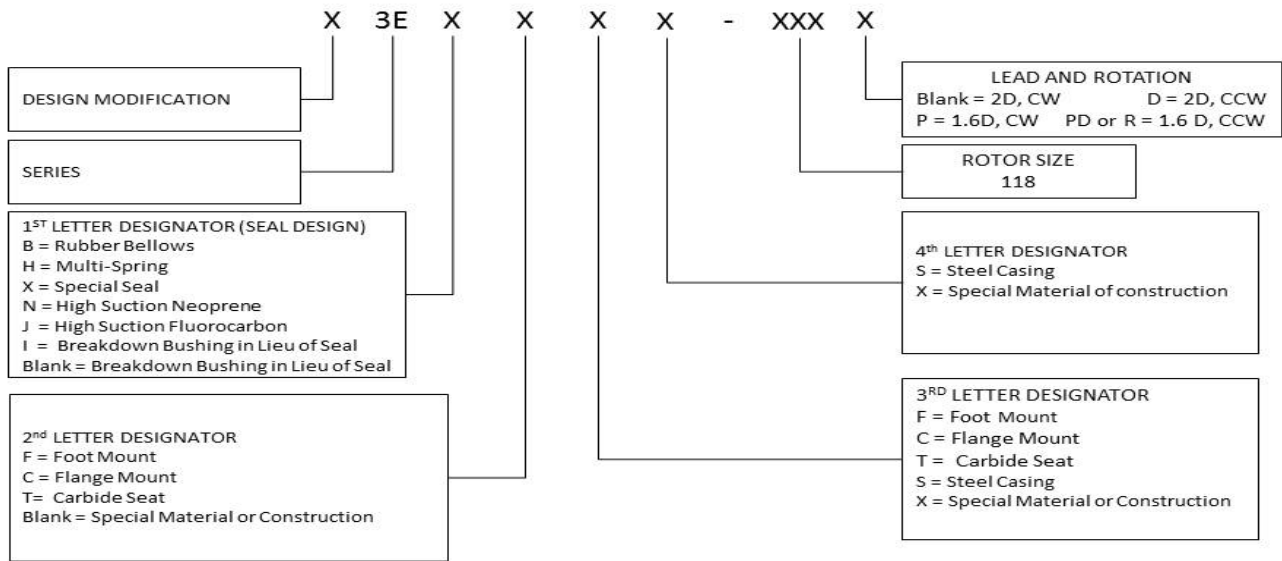 X 3E X X X X - XXX X
DESIGN MODIFICATION
SERIES
1ST LETTER DESIGNATOR (SEAL DESIGN)
B = Rubber Bellows
H = Multi-Spring
X = Special Seal
N = High Suction Neoprene
J = High Suction Fluorocarbon
I = Breakdown Bushing in Lieu of Seal
Blank = Breakdown Bushing in Lieu of Seal
2nd LETTER DESIGNATOR
F = Foot Mount
C = Flange Mount
T= Carbide Seat
Blank = Special Material or Construction
LEAD AND ROTATION
Blank = 2D, CW D = 2D, CCW
P = 1.6D, CW PD or R = 1.6 D, CCW
ROTOR SIZE
118
4th LETTER DESIGNATOR
S = Steel Casing
X = Special Material of construction
3RD LETTER DESIGNATOR
F = Foot Mount
C = Flange Mount
T = Carbide Seat
S = Steel Casing
X = Special Material or Construction